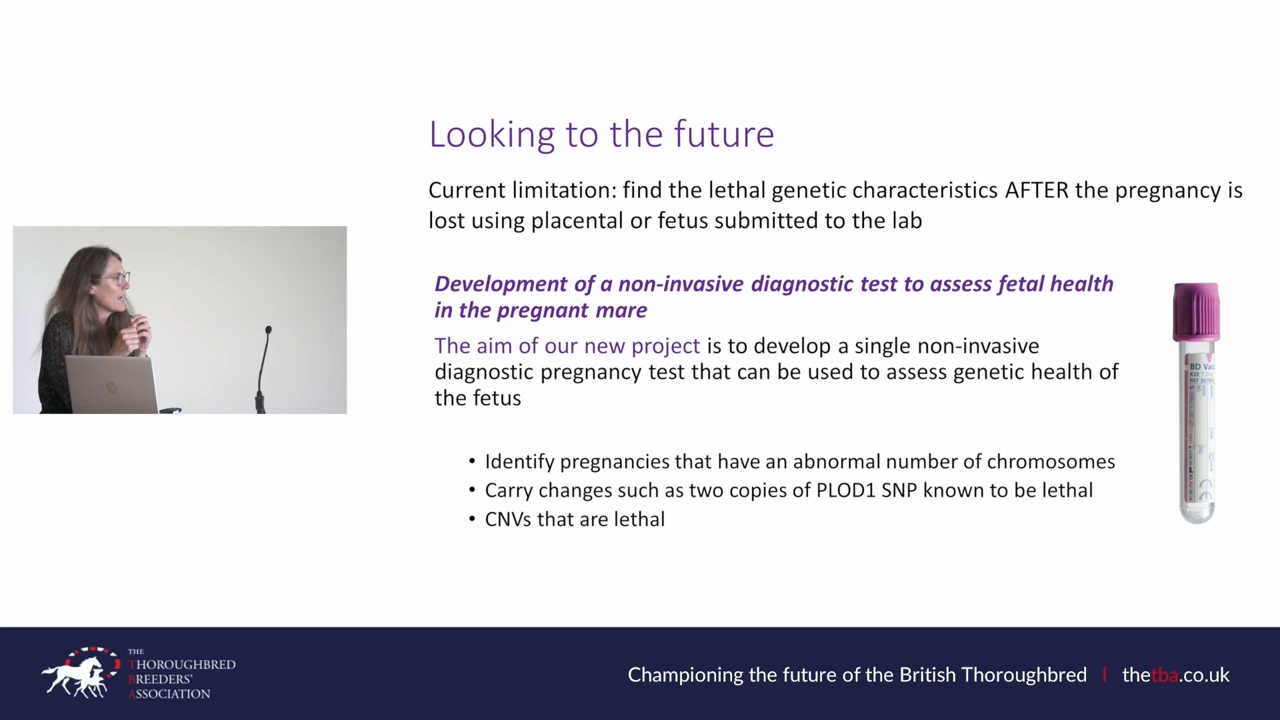 Looking to the future
Current limitation: find the lethal genetic characteristics AFTER the pregnancy is
lost using placental or fetus submitted to the lab
Development of a non-invasive diagnostic test to assess fetal health
in the pregnant mare
The aim of our new project is to develop a single non-invasive
diagnostic pregnancy test that can be used to assess genetic health of
the fetus
• Identify pregnancies that have an abnormal number of chromosomes
• Carry changes such as two copies of PLOD1 SNP known to be lethal
• CNVs that are lethal
BD
THE
THOROUGHBRED
BREEDERS'
ASSOCIATION
Championing the future of the British Thoroughbred | thetba.co.uk